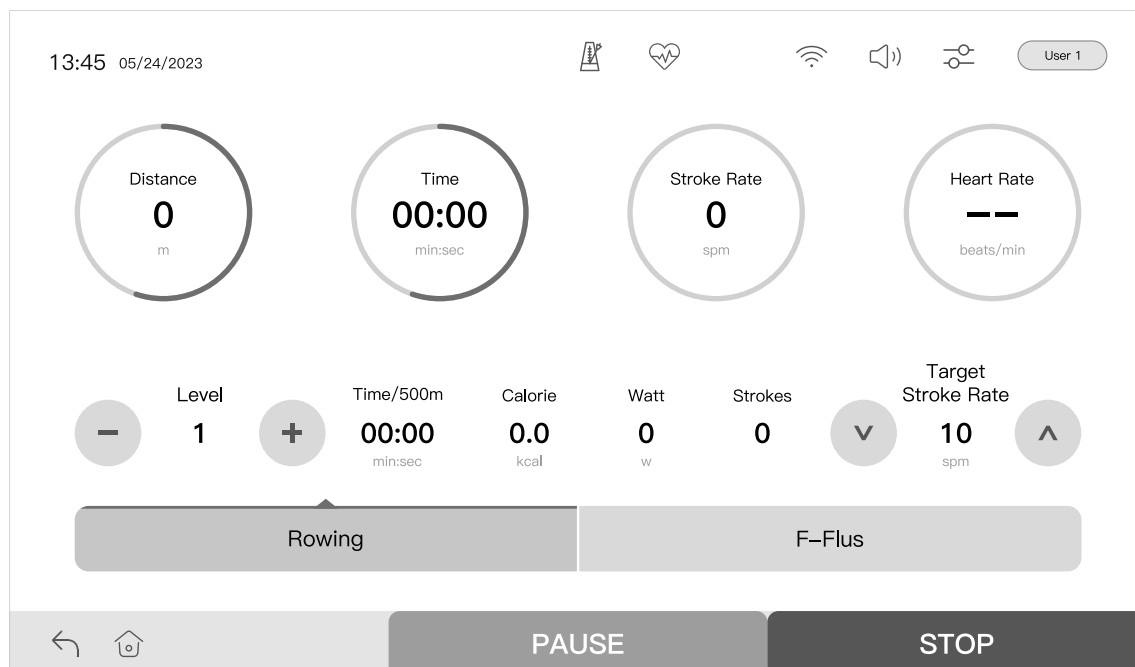 13:45 05/24/2023
User 1
Distance
0
m
Time
00:00
min:sec
Stroke Rate
0
spm
Heart Rate
--
beats/min
Level
– 1 +
Time/500m
00:00
min:sec
Calorie
0.0
kcal
Watt
0
w
Strokes
0
Target
Stroke Rate
10
spm
Rowing
F–Flus
PAUSE
STOP